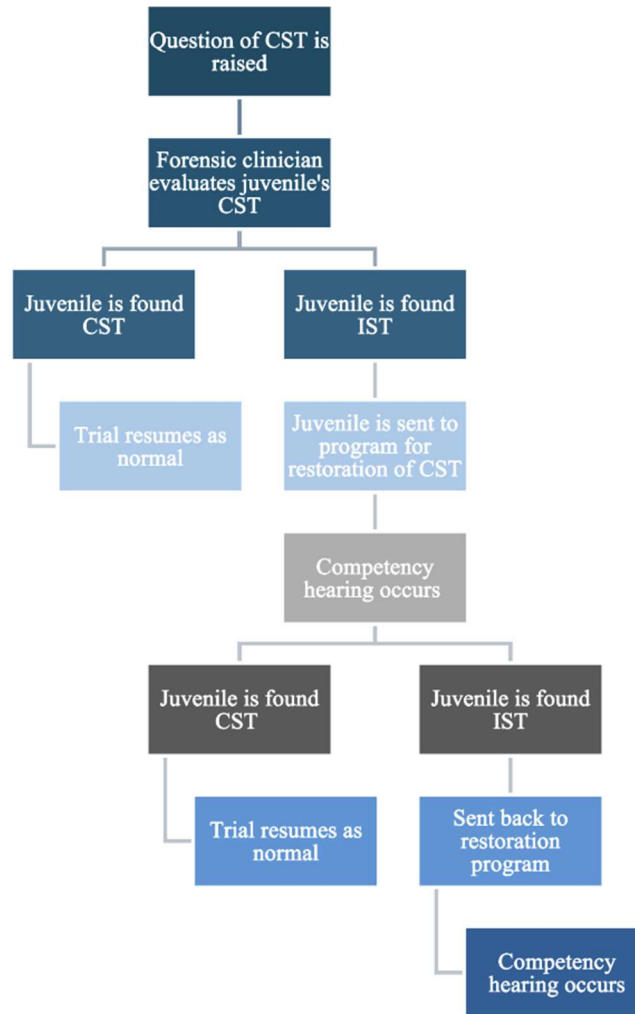 Question of CST is
raised
Forensic clinician
evaluates juvenile's
CST
Juvenile is found
CST
Juvenile is found
IST
Trial resumes as
normal
Juvenile is sent to
program for
restoration of CST
Competency
hearing occurs
Juvenile is found
CST
Juvenile is found
IST
Trial resumes as
normal
Sent back to
restoration
program
Competency
hearing occurs